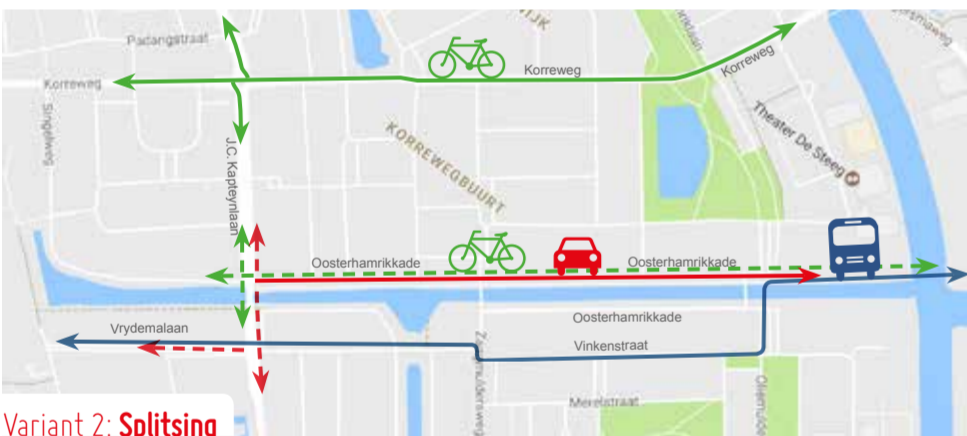 Padangstraat
Korreweg
Korreweg
Korreweg
Singelweg
J.C. Kapteynlaan
KORREWEGBUURT
Theater De Steeg
Oosterhamrikkade
Oosterhamrikkade
Oosterhamrikkade
Vrydemalaan
Vinkenstraat
Merelstraat
Variant 2: Splitsing